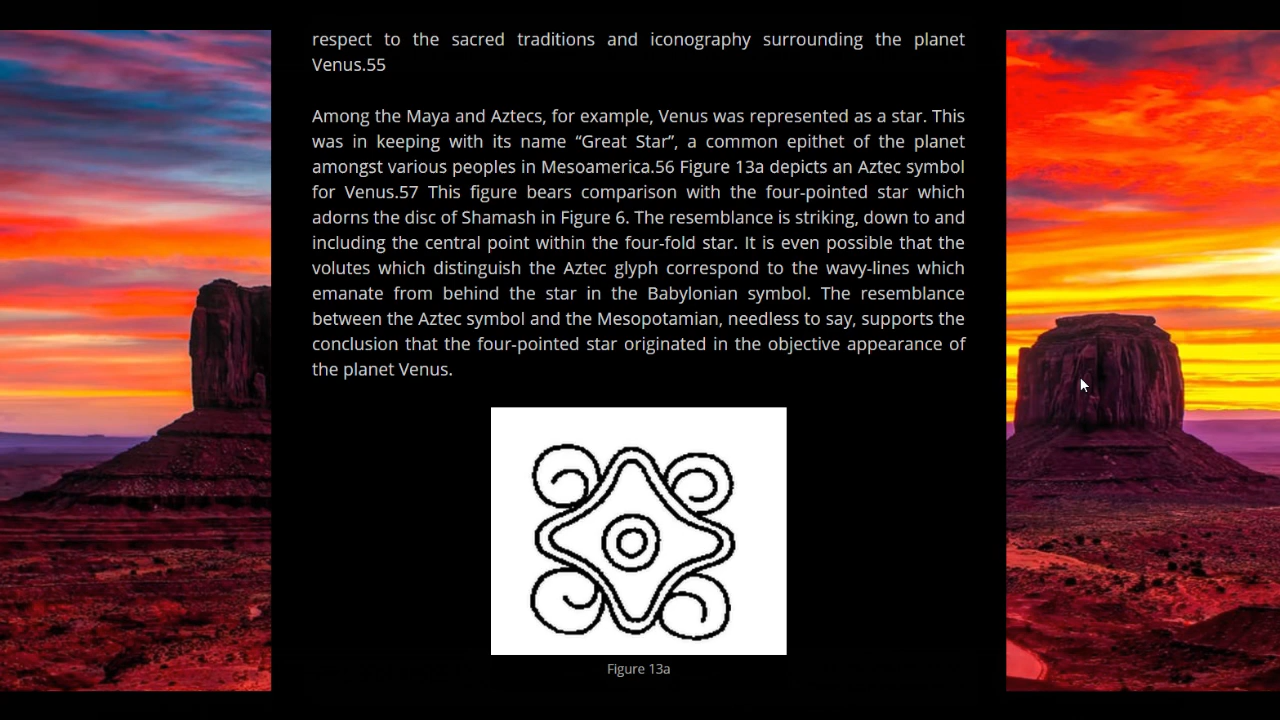 respect to the sacred traditions and iconography surrounding the planet
Venus.55
Among the Maya and Aztecs, for example, Venus was represented as a star. This
was in keeping with its name “Great Star”, a common epithet of the planet
amongst various peoples in Mesoamerica.56 Figure 13a depicts an Aztec symbol
for Venus.57 This figure bears comparison with the four-pointed star which
adorns the disc of Shamash in Figure 6. The resemblance is striking, down to and
including the central point within the four-fold star. It is even possible that the
volutes which distinguish the Aztec glyph correspond to the wavy-lines which
emanate from behind the star in the Babylonian symbol. The resemblance
between the Aztec symbol and the Mesopotamian, needless to say, supports the
conclusion that the four-pointed star originated in the objective appearance of
the planet Venus.
Figure 13a